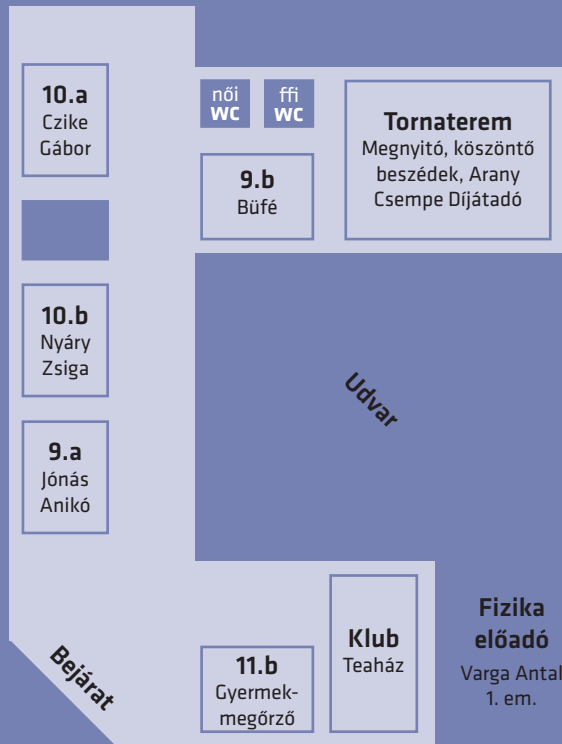 10.a
Czike
Gábor
női
WC
ffi
WC
Tornaterem
Megnyitó, köszöntő
beszédek, Arany
Csempe Díjátadó
9.b
Büfé
10.b
Nyáry
Zsiga
Udvar
9.a
Jónás
Anikó
Bejárat
11.b
Gyermek-
megőrző
Klub
Teaház
Fizika
előadó
Varga Antal
1. em.